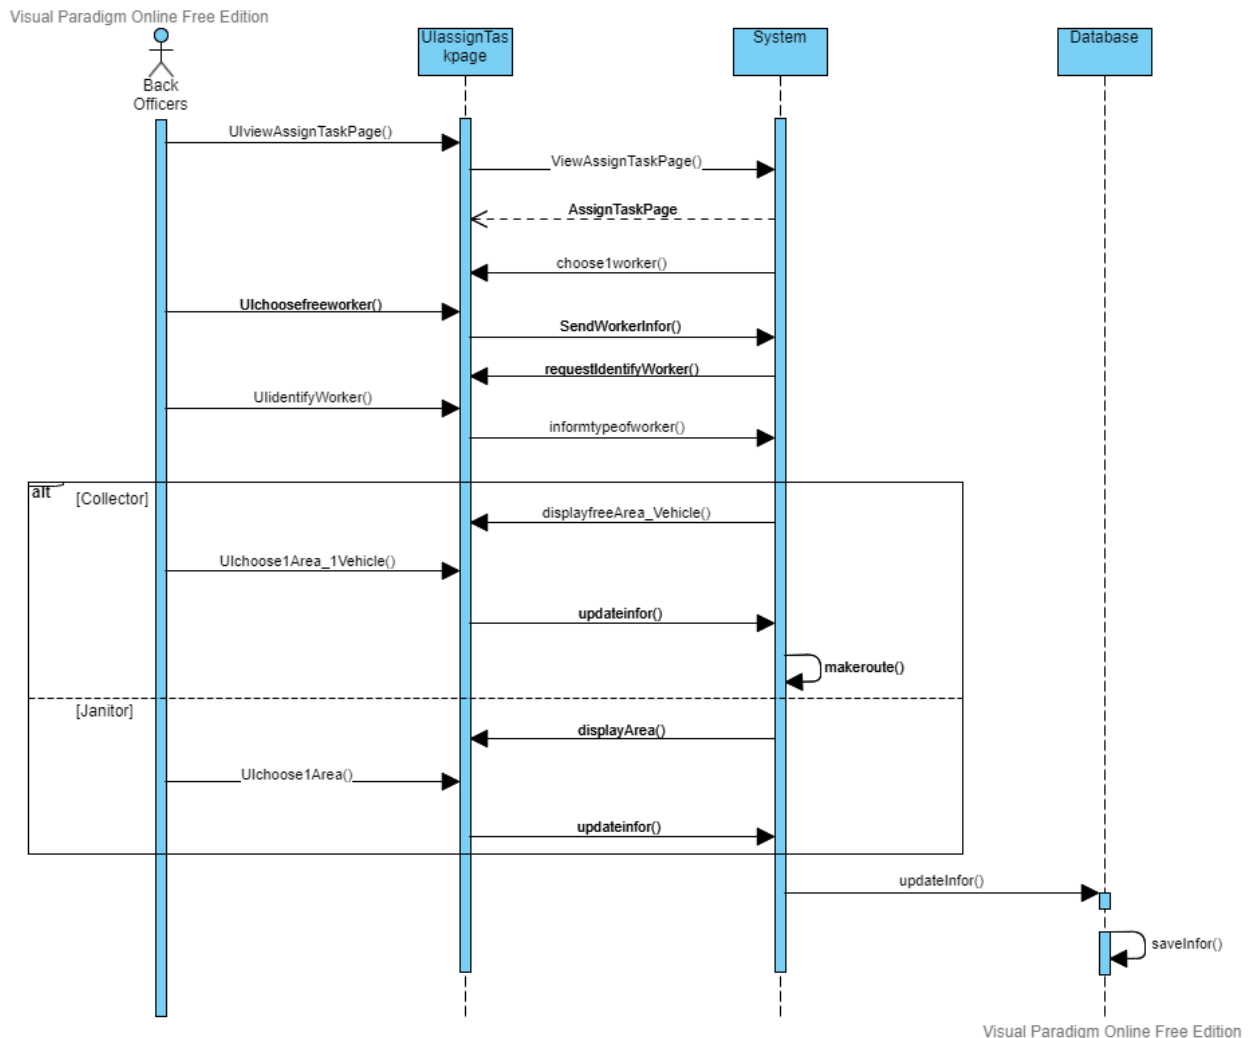 Visual Paradigm Online Free Edition
UIassignTas
kpage
System
Database
Back
Officers
UIviewAssignTaskPage()
ViewAssignTaskPage()
AssignTaskPage
choose1worker()
UIchoosefreeworker()
SendWorkerInfor()
requestIdentifyWorker()
UIidentifyWorker()
informtypeofworker()
alt
[Collector]
displayfreeArea_Vehicle()
UIchoose1Area_1Vehicle()
updateinfor()
makeroute()
[Janitor]
displayArea()
UIchoose1Area()
updateinfor()
updateInfor()
saveInfor()
Visual Paradigm Online Free Edition